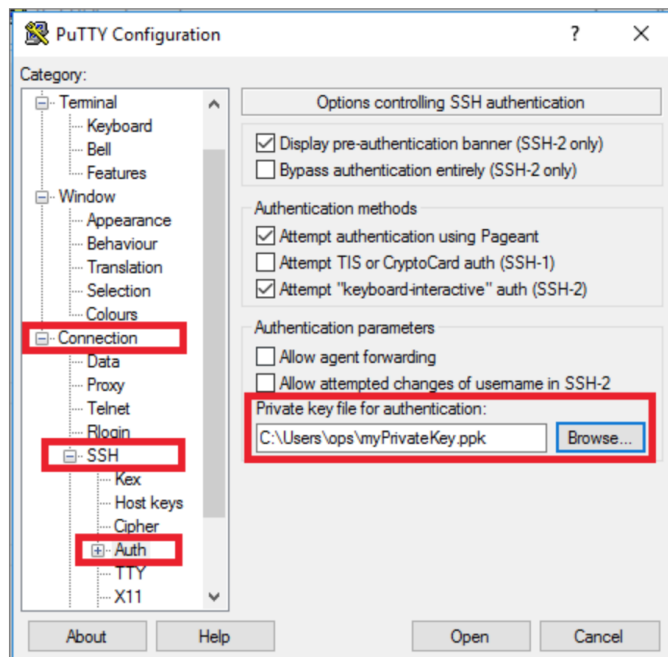 PuTTY Configuration
?
Category:
Terminal
Keyboard
Bell
Features
Window
Appearance
Behaviour
Translation
Selection
Colours
Connection
Data
Proxy
Telnet
Rlogin
SSH
Kex
Host keys
Cipher
Auth
TTY
X11
Options controlling SSH authentication
Display pre-authentication banner (SSH-2 only)
Bypass authentication entirely (SSH-2 only)
Authentication methods
Attempt authentication using Pageant
Attempt TIS or CryptoCard auth (SSH-1)
Attempt "keyboard-interactive" auth (SSH-2)
Authentication parameters
Allow agent forwarding
Allow attempted changes of username in SSH-2
Private key file for authentication:
C:\Users\ops\myPrivateKey.ppk
Browse...
About
Help
Open
Cancel